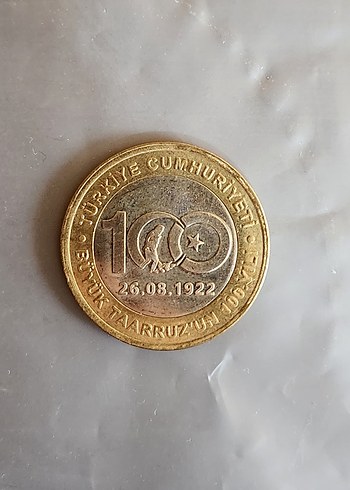 TÜRKİYE CUMHURİYETİ
100
26.08.1922
BÜYÜK TAARRUZ'UN 100. YILI